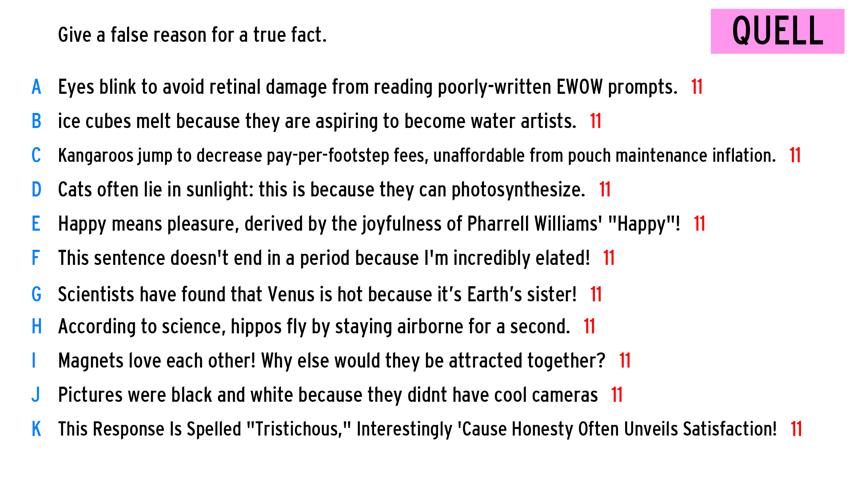 Give a false reason for a true fact.
QUELL
A Eyes blink to avoid retinal damage from reading poorly-written EWOW prompts. 11
B ice cubes melt because they are aspiring to become water artists. 11
C Kangaroos jump to decrease pay-per-footstep fees, unaffordable from pouch maintenance inflation. 11
D Cats often lie in sunlight: this is because they can photosynthesize. 11
E Happy means pleasure, derived by the joyfulness of Pharrell Williams' "Happy"! 11
F This sentence doesn't end in a period because I'm incredibly elated! 11
G Scientists have found that Venus is hot because it’s Earth’s sister! 11
H According to science, hippos fly by staying airborne for a second. 11
I Magnets love each other! Why else would they be attracted together? 11
J Pictures were black and white because they didnt have cool cameras 11
K This Response Is Spelled "Tristichous," Interestingly 'Cause Honesty Often Unveils Satisfaction! 11